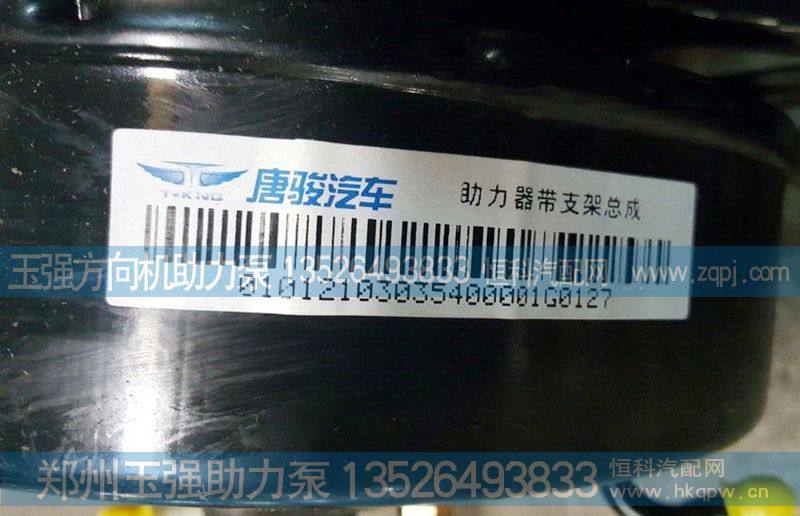 T·KING 唐骏汽车 助力器带支架总成
玉强方向机助力泵 13526493833 恒科汽配网 www.zqpj.com
01012103035400001G0127
郑州玉强助力泵 13526493833 恒科汽配网
www.hkqpw.cn